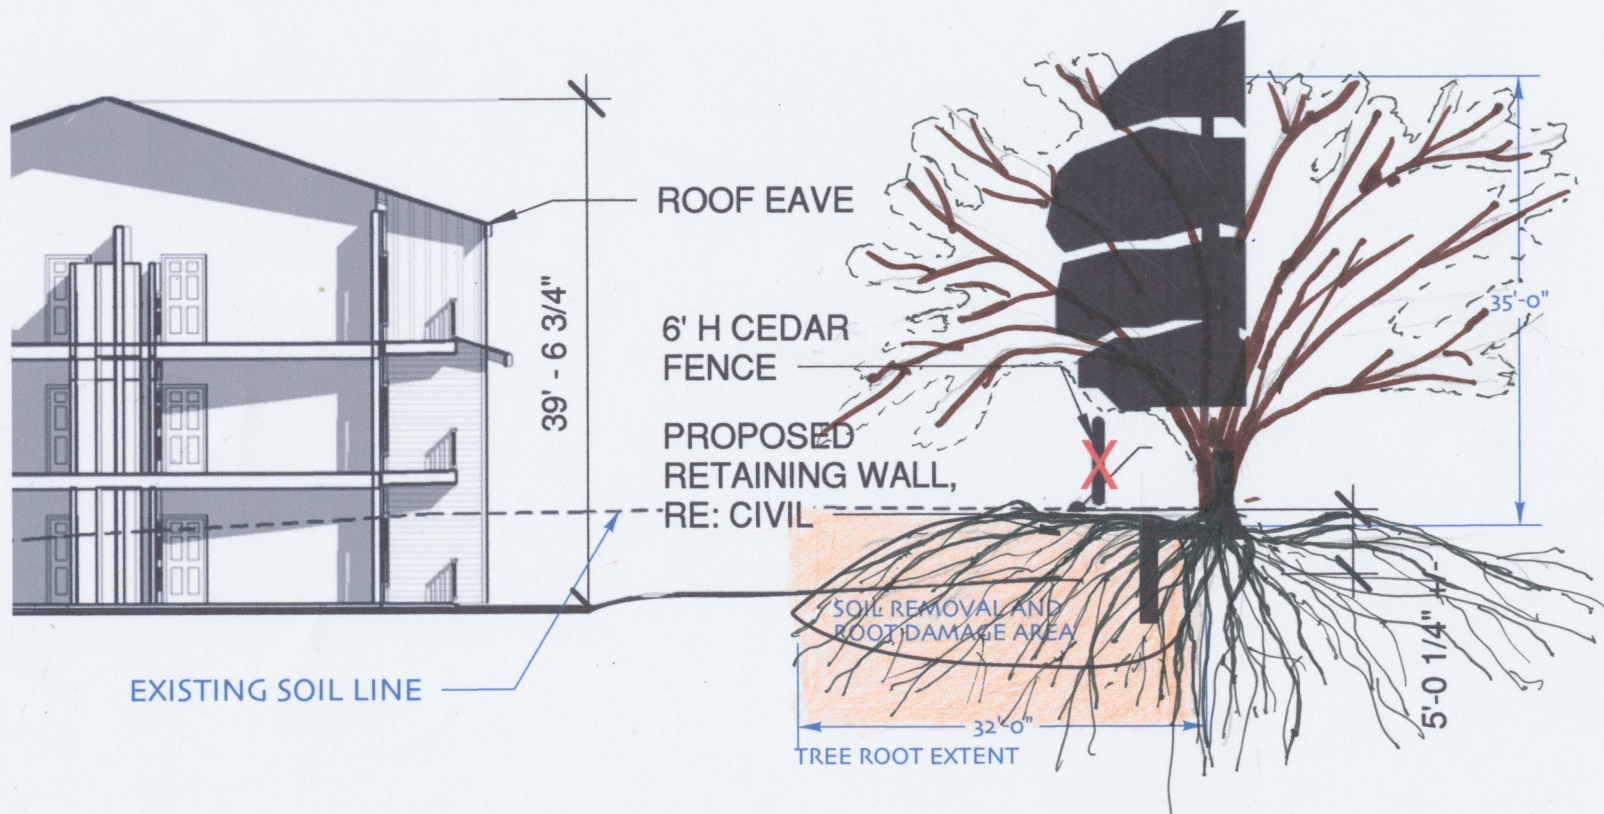 ROOF EAVE
39' - 6 3/4"
6' H CEDAR
FENCE
PROPOSED
RETAINING WALL,
RE: CIVIL
X
35'-0"
SOIL REMOVAL AND
ROOT DAMAGE AREA
5'-0 1/4" +/-
EXISTING SOIL LINE
32'-0"
TREE ROOT EXTENT